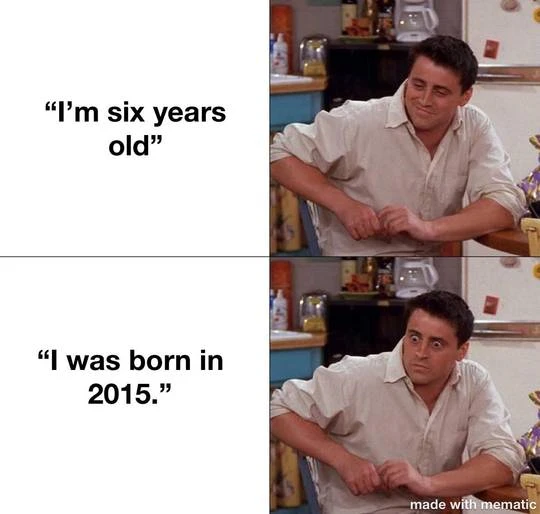 “I’m six years
old”
“I was born in
2015.”
made with mematic